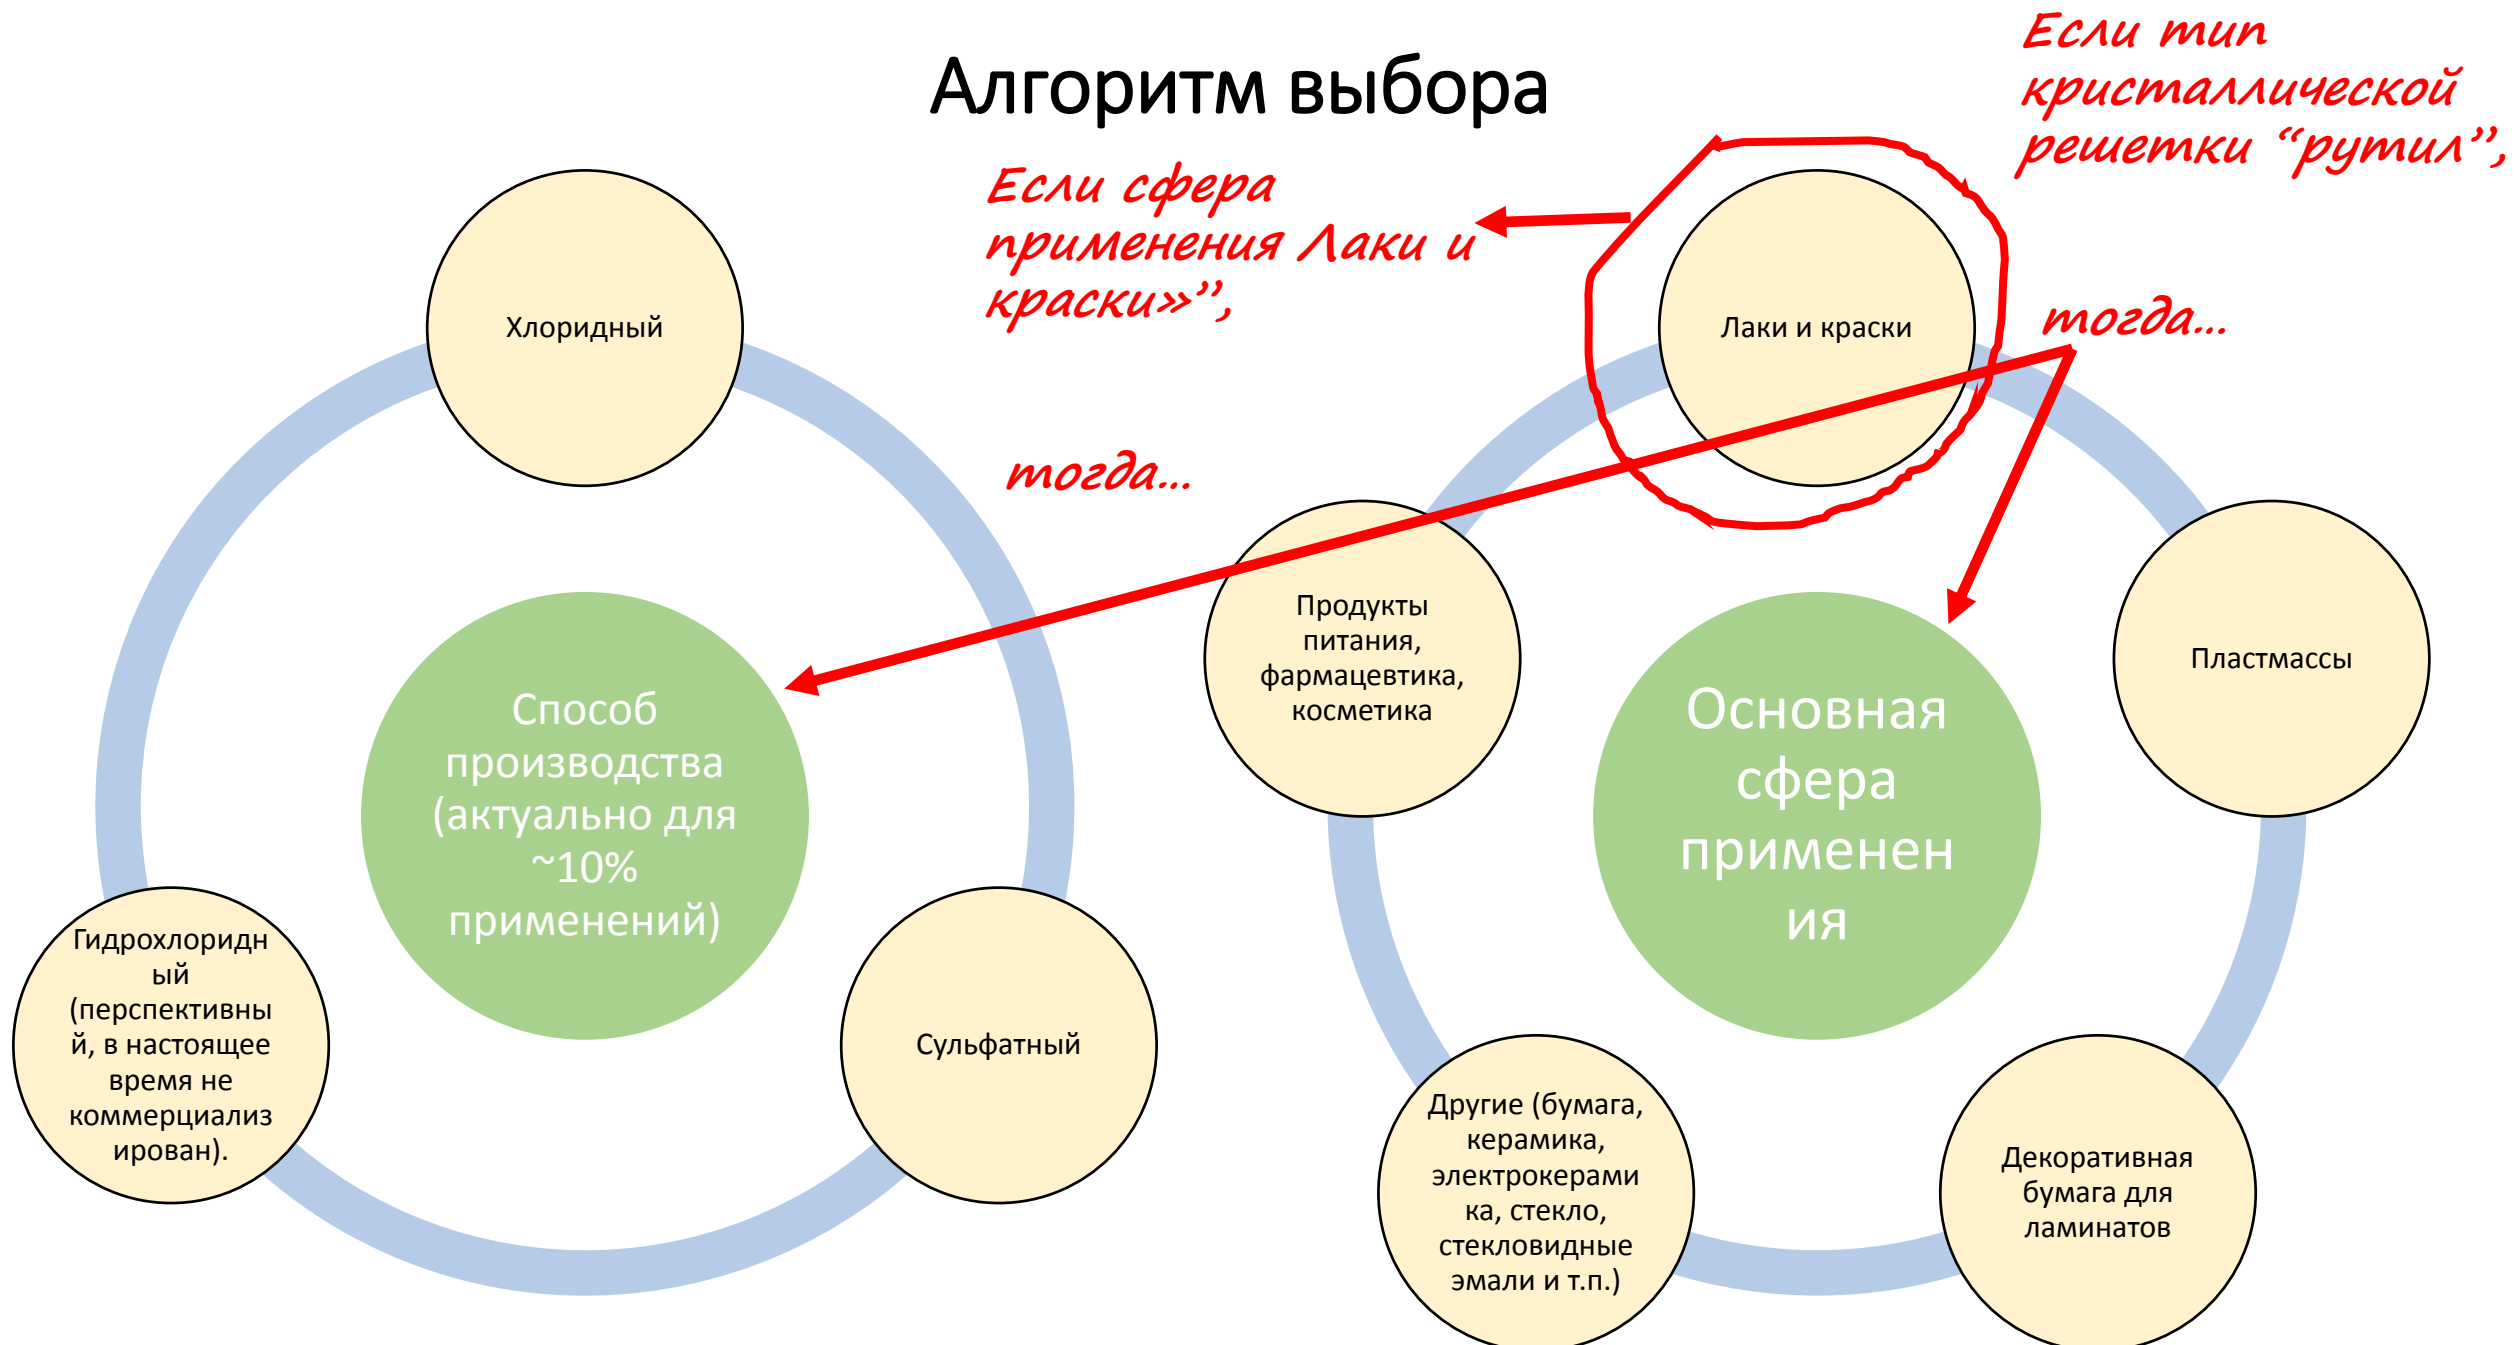 Алгоритм выбора
Если тип
кристаллической
решетки “рутил”,
тогда...
Если сфера
применения Лаки и
краски»”,
тогда...
Хлоридный
Способ
производства
(актуально для
~10%
применений)
Гидрохлоридн
ый
(перспективны
й, в настоящее
время не
коммерциализ
ирован).
Сульфатный
Лаки и краски
Продукты
питания,
фармацевтика,
косметика
Пластмассы
Основная
сфера
применен
ия
Другие (бумага,
керамика,
электрокерами
ка, стекло,
стекловидные
эмали и т.п.)
Декоративная
бумага для
ламинатов